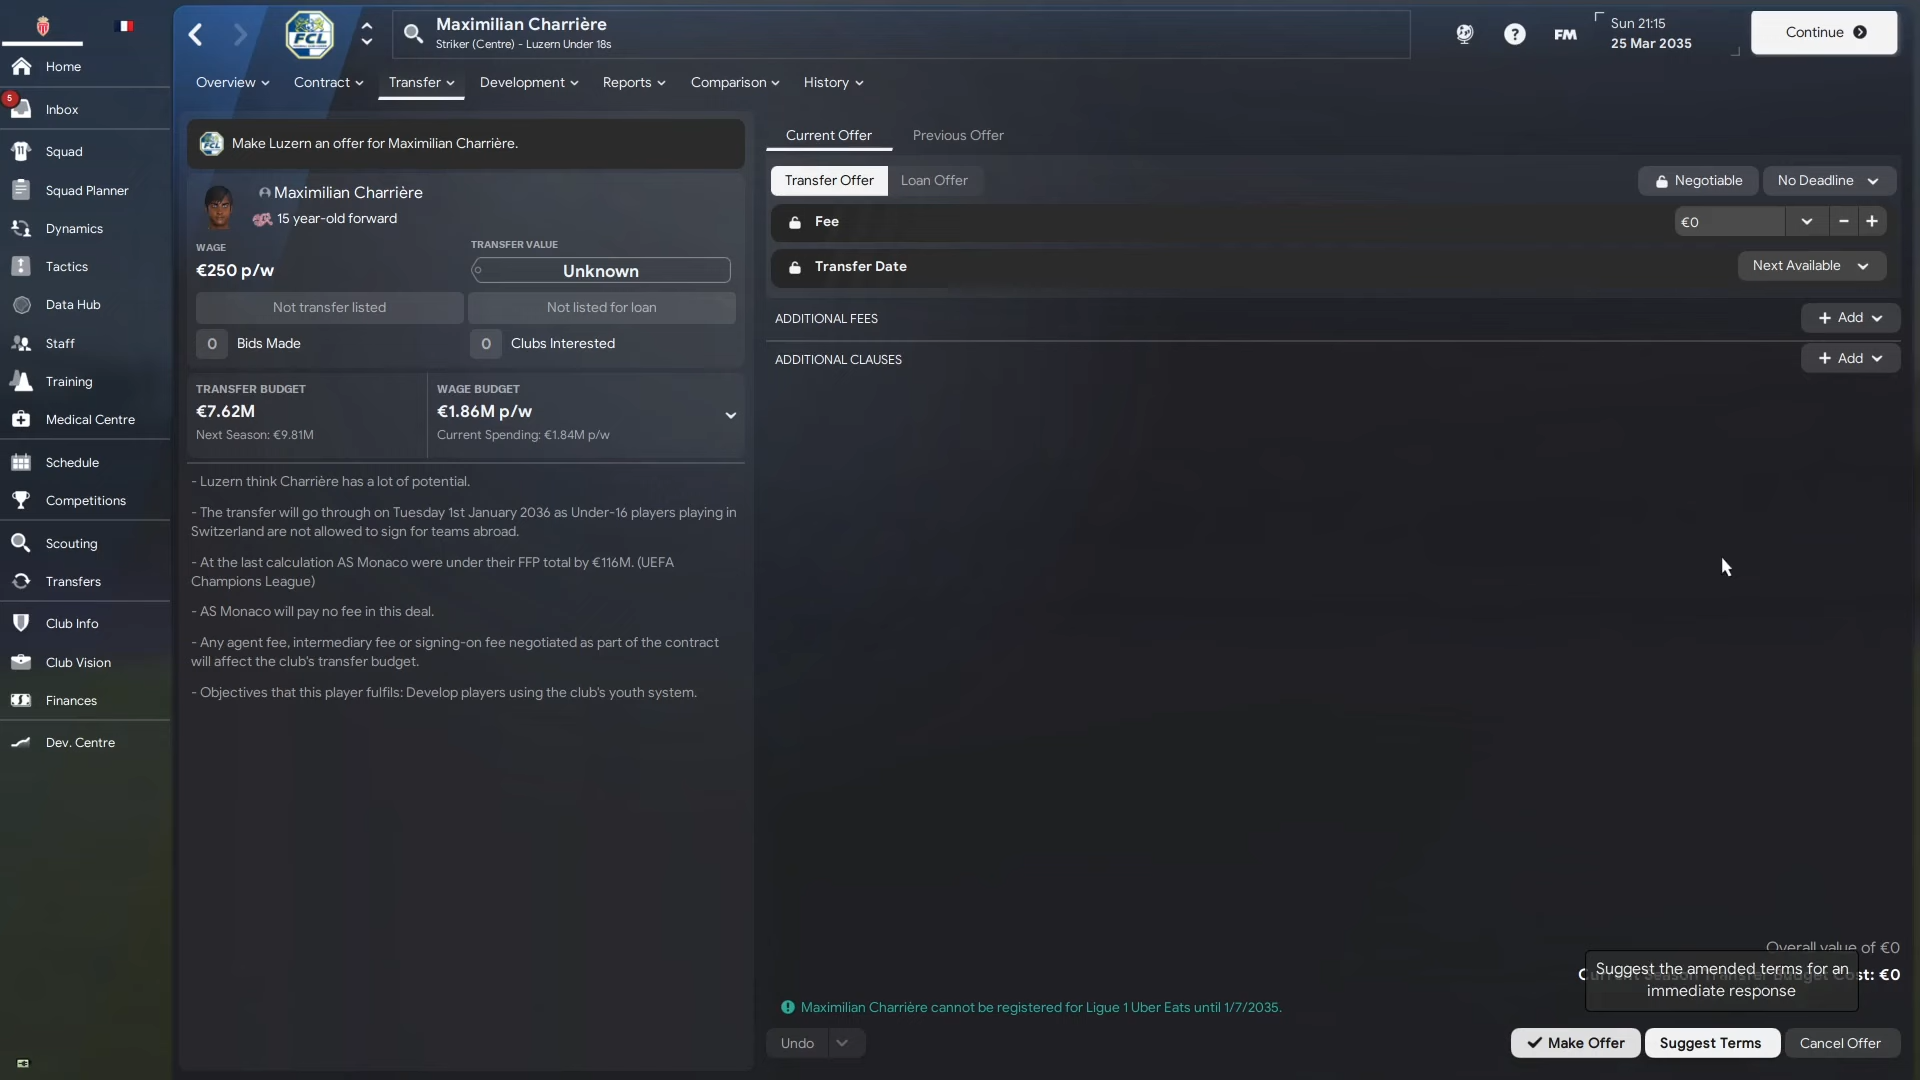 Home
5
Inbox
Squad
Squad Planner
Dynamics
Tactics
Data Hub
Staff
Training
Medical Centre
Schedule
Competitions
Scouting
Transfers
Club Info
Club Vision
Finances
Dev. Centre
FCL
Maximilian Charrière
Striker (Centre) - Luzern Under 18s
? FM
Sun 21:15
25 Mar 2035
Continue
Overview Contract Transfer Development Reports Comparison History
Make Luzern an offer for Maximilian Charrière.
Maximilian Charrière
15 year-old forward
WAGE
€250 p/w
TRANSFER VALUE
Unknown
Not transfer listed
Not listed for loan
0 Bids Made
0 Clubs Interested
TRANSFER BUDGET
€7.62M
Next Season: €9.81M
WAGE BUDGET
€1.86M p/w
Current Spending: €1.84M p/w
- Luzern think Charrière has a lot of potential.
- The transfer will go through on Tuesday 1st January 2036 as Under-16 players playing in
Switzerland are not allowed to sign for teams abroad.
- At the last calculation AS Monaco were under their FFP total by €116M. (UEFA
Champions League)
- AS Monaco will pay no fee in this deal.
- Any agent fee, intermediary fee or signing-on fee negotiated as part of the contract
will affect the club's transfer budget.
- Objectives that this player fulfils: Develop players using the club's youth system.
Current Offer Previous Offer
Transfer Offer Loan Offer
Negotiable
No Deadline
Fee
€0
Transfer Date
Next Available
ADDITIONAL FEES
+ Add
ADDITIONAL CLAUSES
+ Add
Overall value of €0
st: €0
Suggest the amended terms for an
immediate response
Maximilian Charrière cannot be registered for Ligue 1 Uber Eats until 1/7/2035.
Undo
Make Offer
Suggest Terms
Cancel Offer